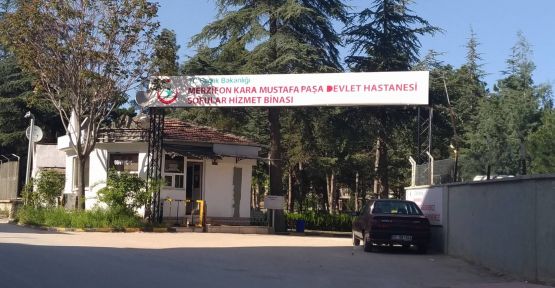 T.C. Sağlık Bakanlığı
MERZİFON KARA MUSTAFA PAŞA DEVLET HASTANESİ
SOFULAR HİZMET BİNASI